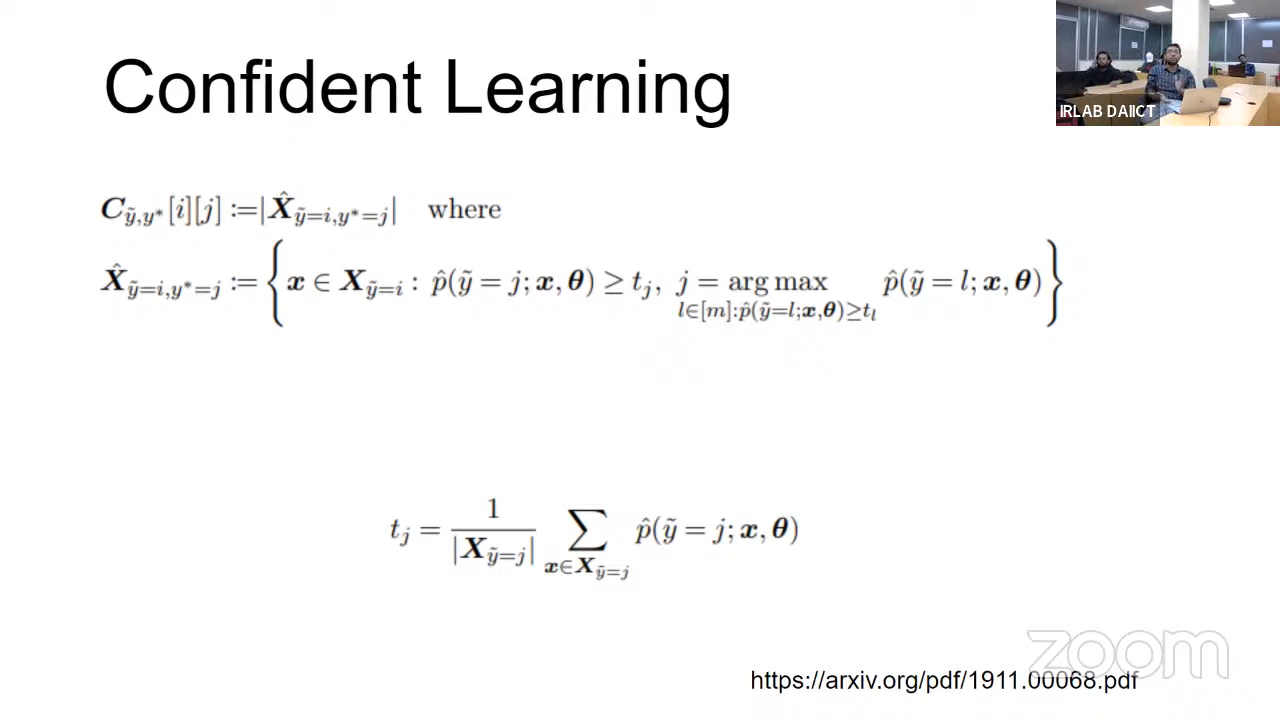 Confident Learning
IRLAB DAIICT
C_{ỹ,y*}[i][j] := |X̂_{ỹ=i,y*=j}| where
X̂_{ỹ=i,y*=j} := { x ∈ X_{ỹ=i} : p̂(ỹ = j; x, θ) ≥ t_j, j = arg max_{l∈[m]:p̂(ỹ=l;x,θ)≥t_l} p̂(ỹ = l; x, θ) }
t_j = 1/|X_{ỹ=j}| ∑_{x∈X_{ỹ=j}} p̂(ỹ = j; x, θ)
zoom
https://arxiv.org/pdf/1911.00068.pdf